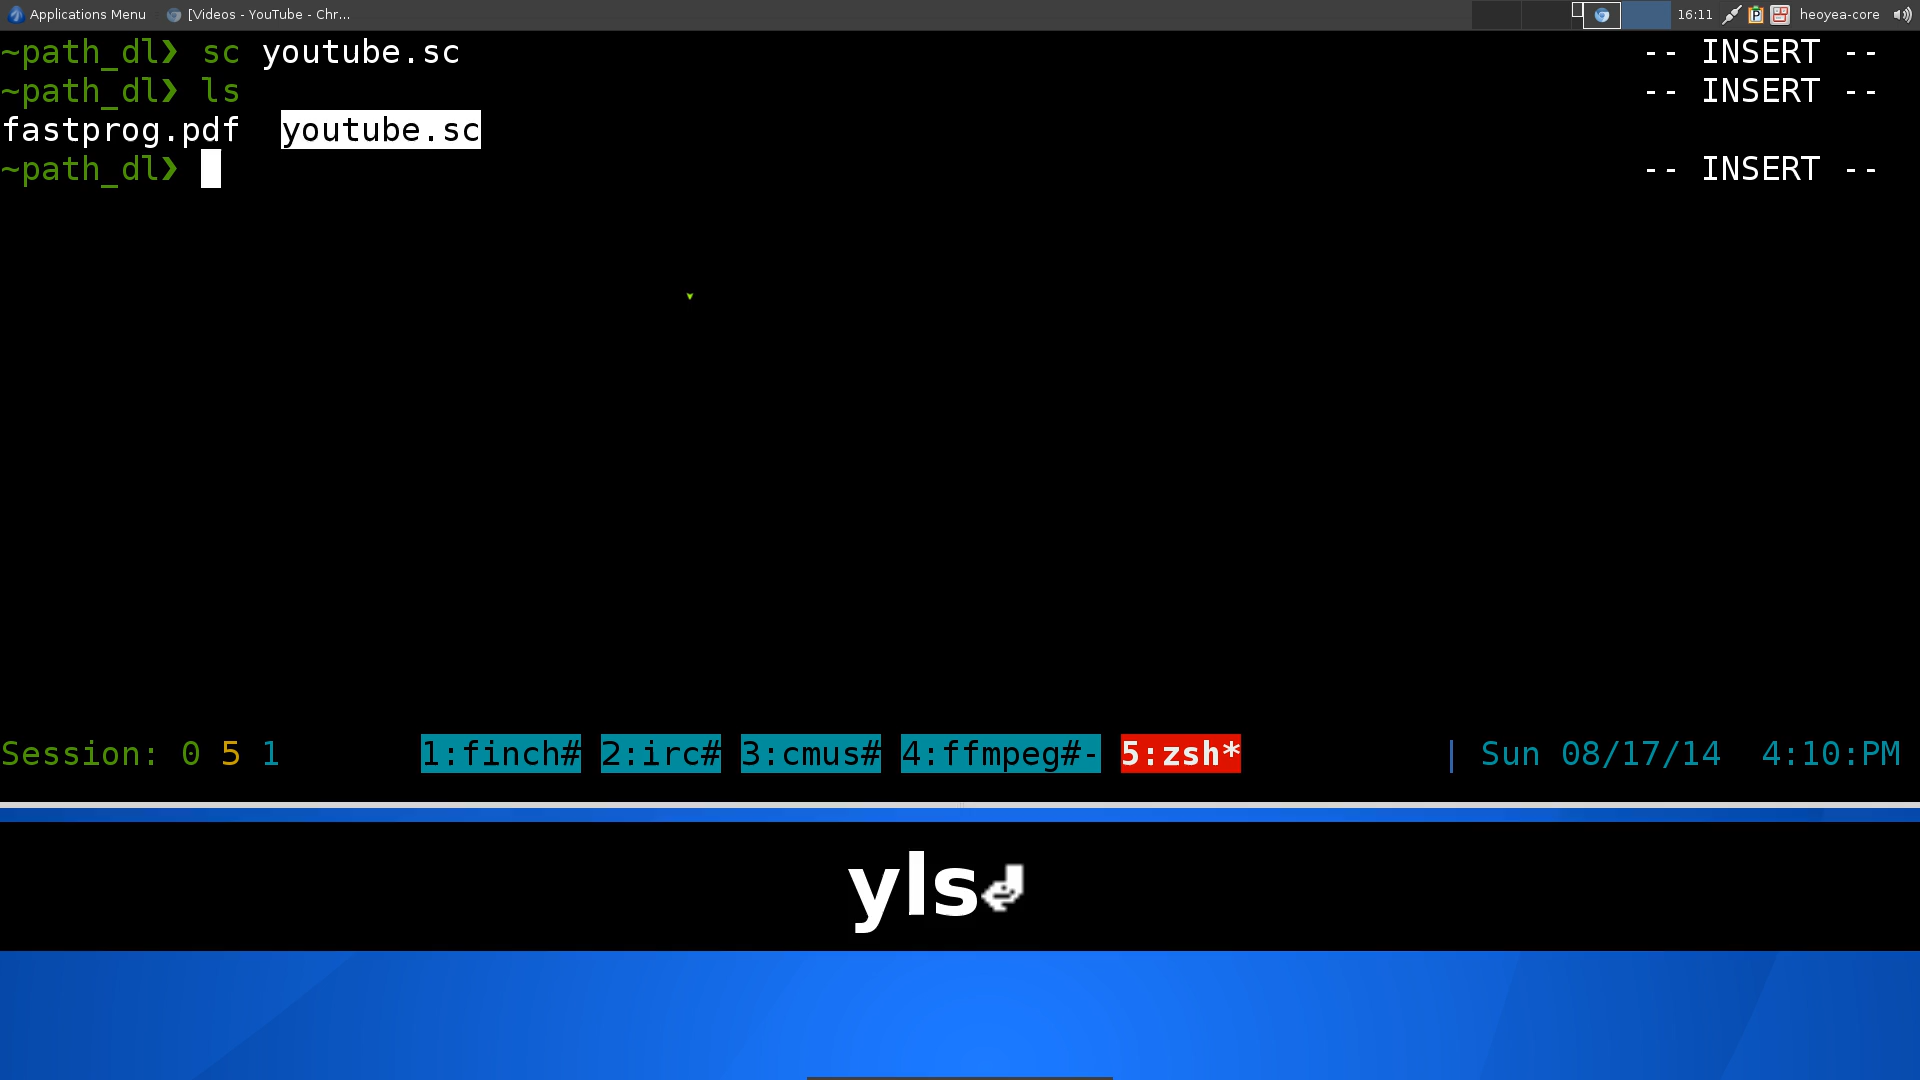 Applications Menu [Videos - YouTube - Chr... 16:11 heoyea-core
~path_dl❯ sc youtube.sc -- INSERT --
~path_dl❯ ls -- INSERT --
fastprog.pdf youtube.sc
~path_dl❯ -- INSERT --
Session: 0 5 1 1:finch# 2:irc# 3:cmus# 4:ffmpeg#- 5:zsh* | Sun 08/17/14 4:10:PM
yls